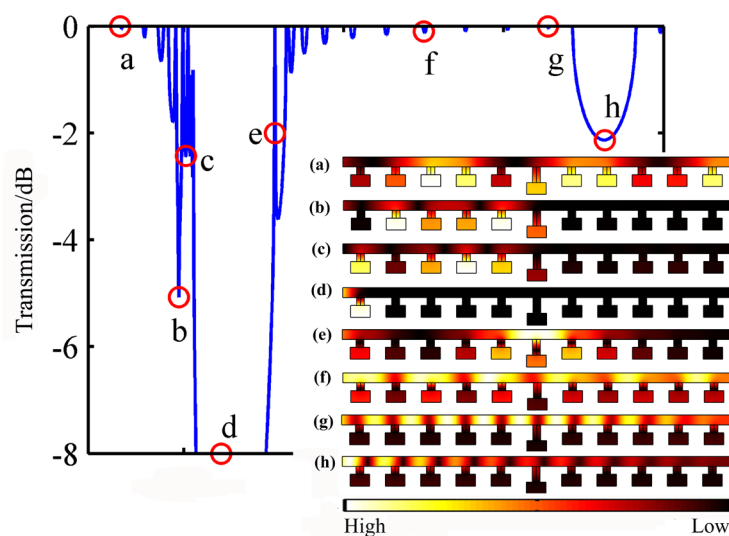 0
a
f
g
h
-2
e
c
(a)
(b)
(c)
-4
Transmission/dB
b
(d)
(e)
-6
(f)
d
(g)
(h)
-8
High Low